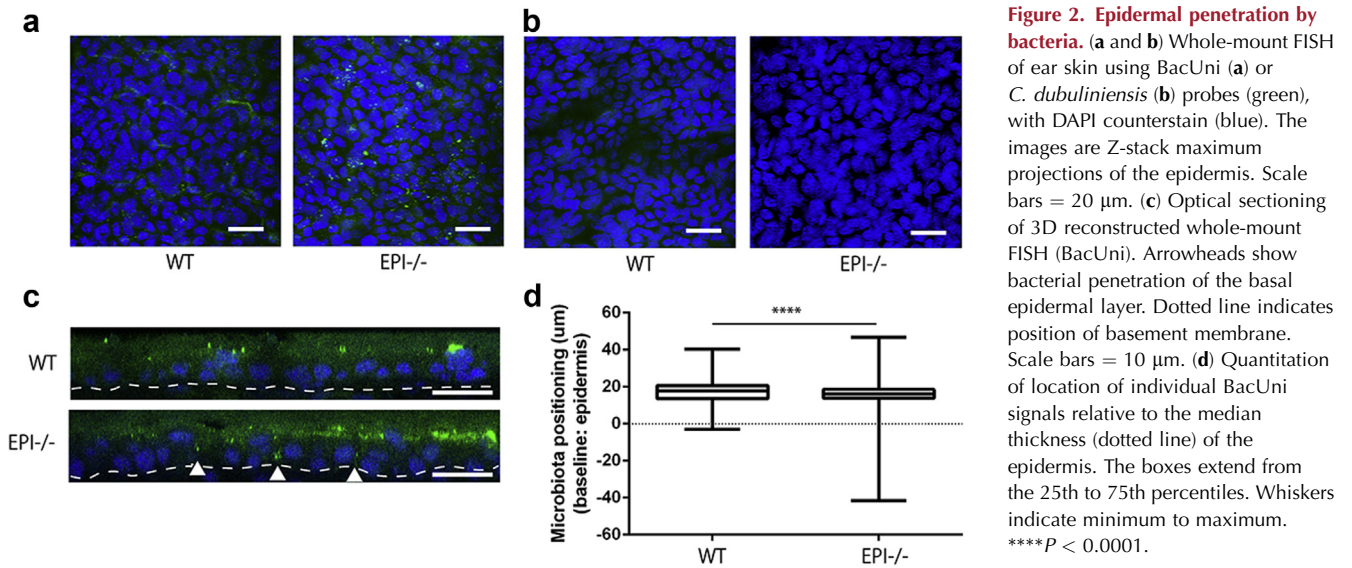 a
b
WT
EPI-/-
WT
EPI-/-
c
WT
EPI-/-
d
Microbiota positioning (um)
(baseline: epidermis)
60
40
20
0
-20
-40
-60
****
WT
EPI-/-
Figure 2. Epidermal penetration by
bacteria. (a and b) Whole-mount FISH
of ear skin using BacUni (a) or
C. dubuliniensis (b) probes (green),
with DAPI counterstain (blue). The
images are Z-stack maximum
projections of the epidermis. Scale
bars = 20 μm. (c) Optical sectioning
of 3D reconstructed whole-mount
FISH (BacUni). Arrowheads show
bacterial penetration of the basal
epidermal layer. Dotted line indicates
position of basement membrane.
Scale bars = 10 μm. (d) Quantitation
of location of individual BacUni
signals relative to the median
thickness (dotted line) of the
epidermis. The boxes extend from
the 25th to 75th percentiles. Whiskers
indicate minimum to maximum.
****P < 0.0001.